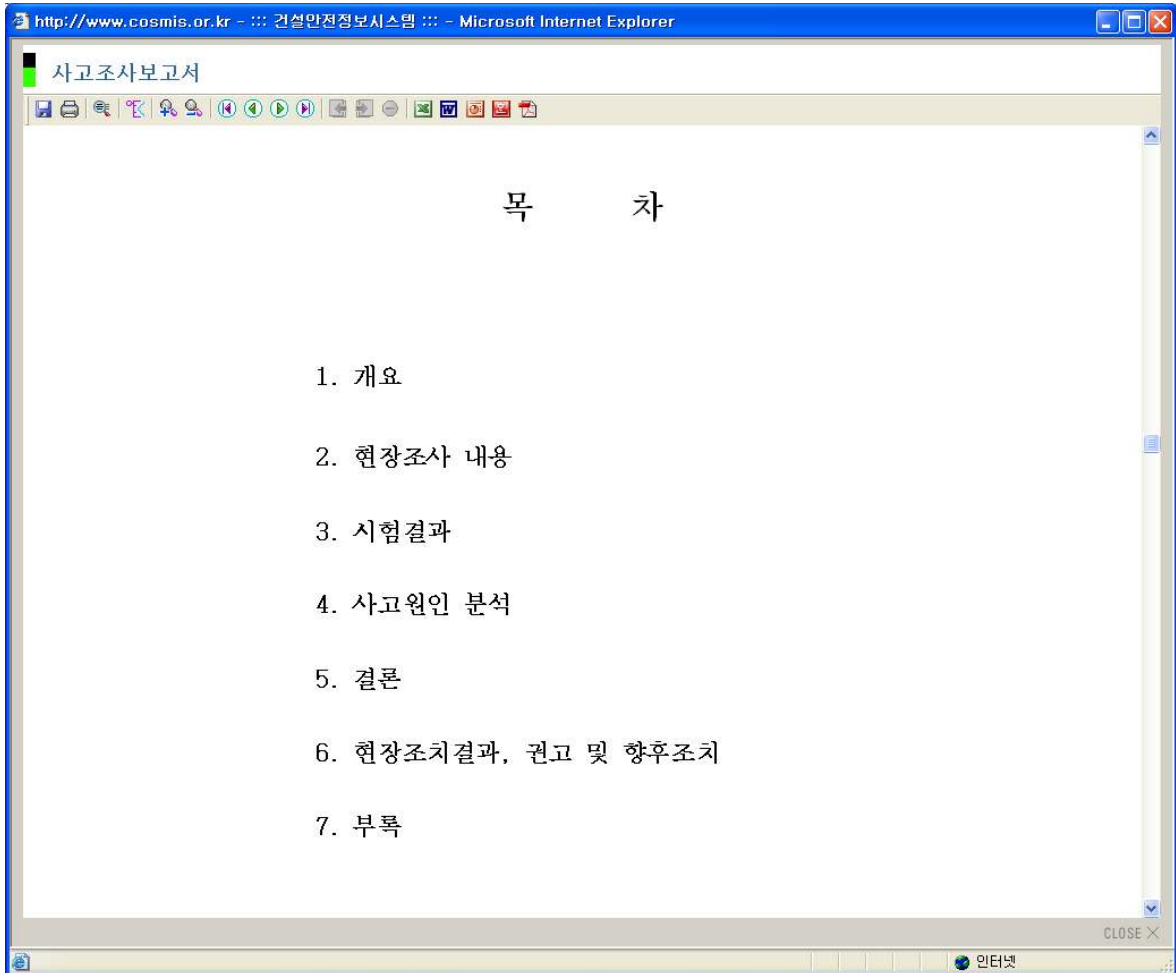 http://www.cosmis.or.kr - ::: 건설안전정보시스템 ::: - Microsoft Internet Explorer
사고조사보고서
목 차
1. 개요
2. 현장조사 내용
3. 시험결과
4. 사고원인 분석
5. 결론
6. 현장조치결과, 권고 및 향후조치
7. 부록
CLOSE
인터넷